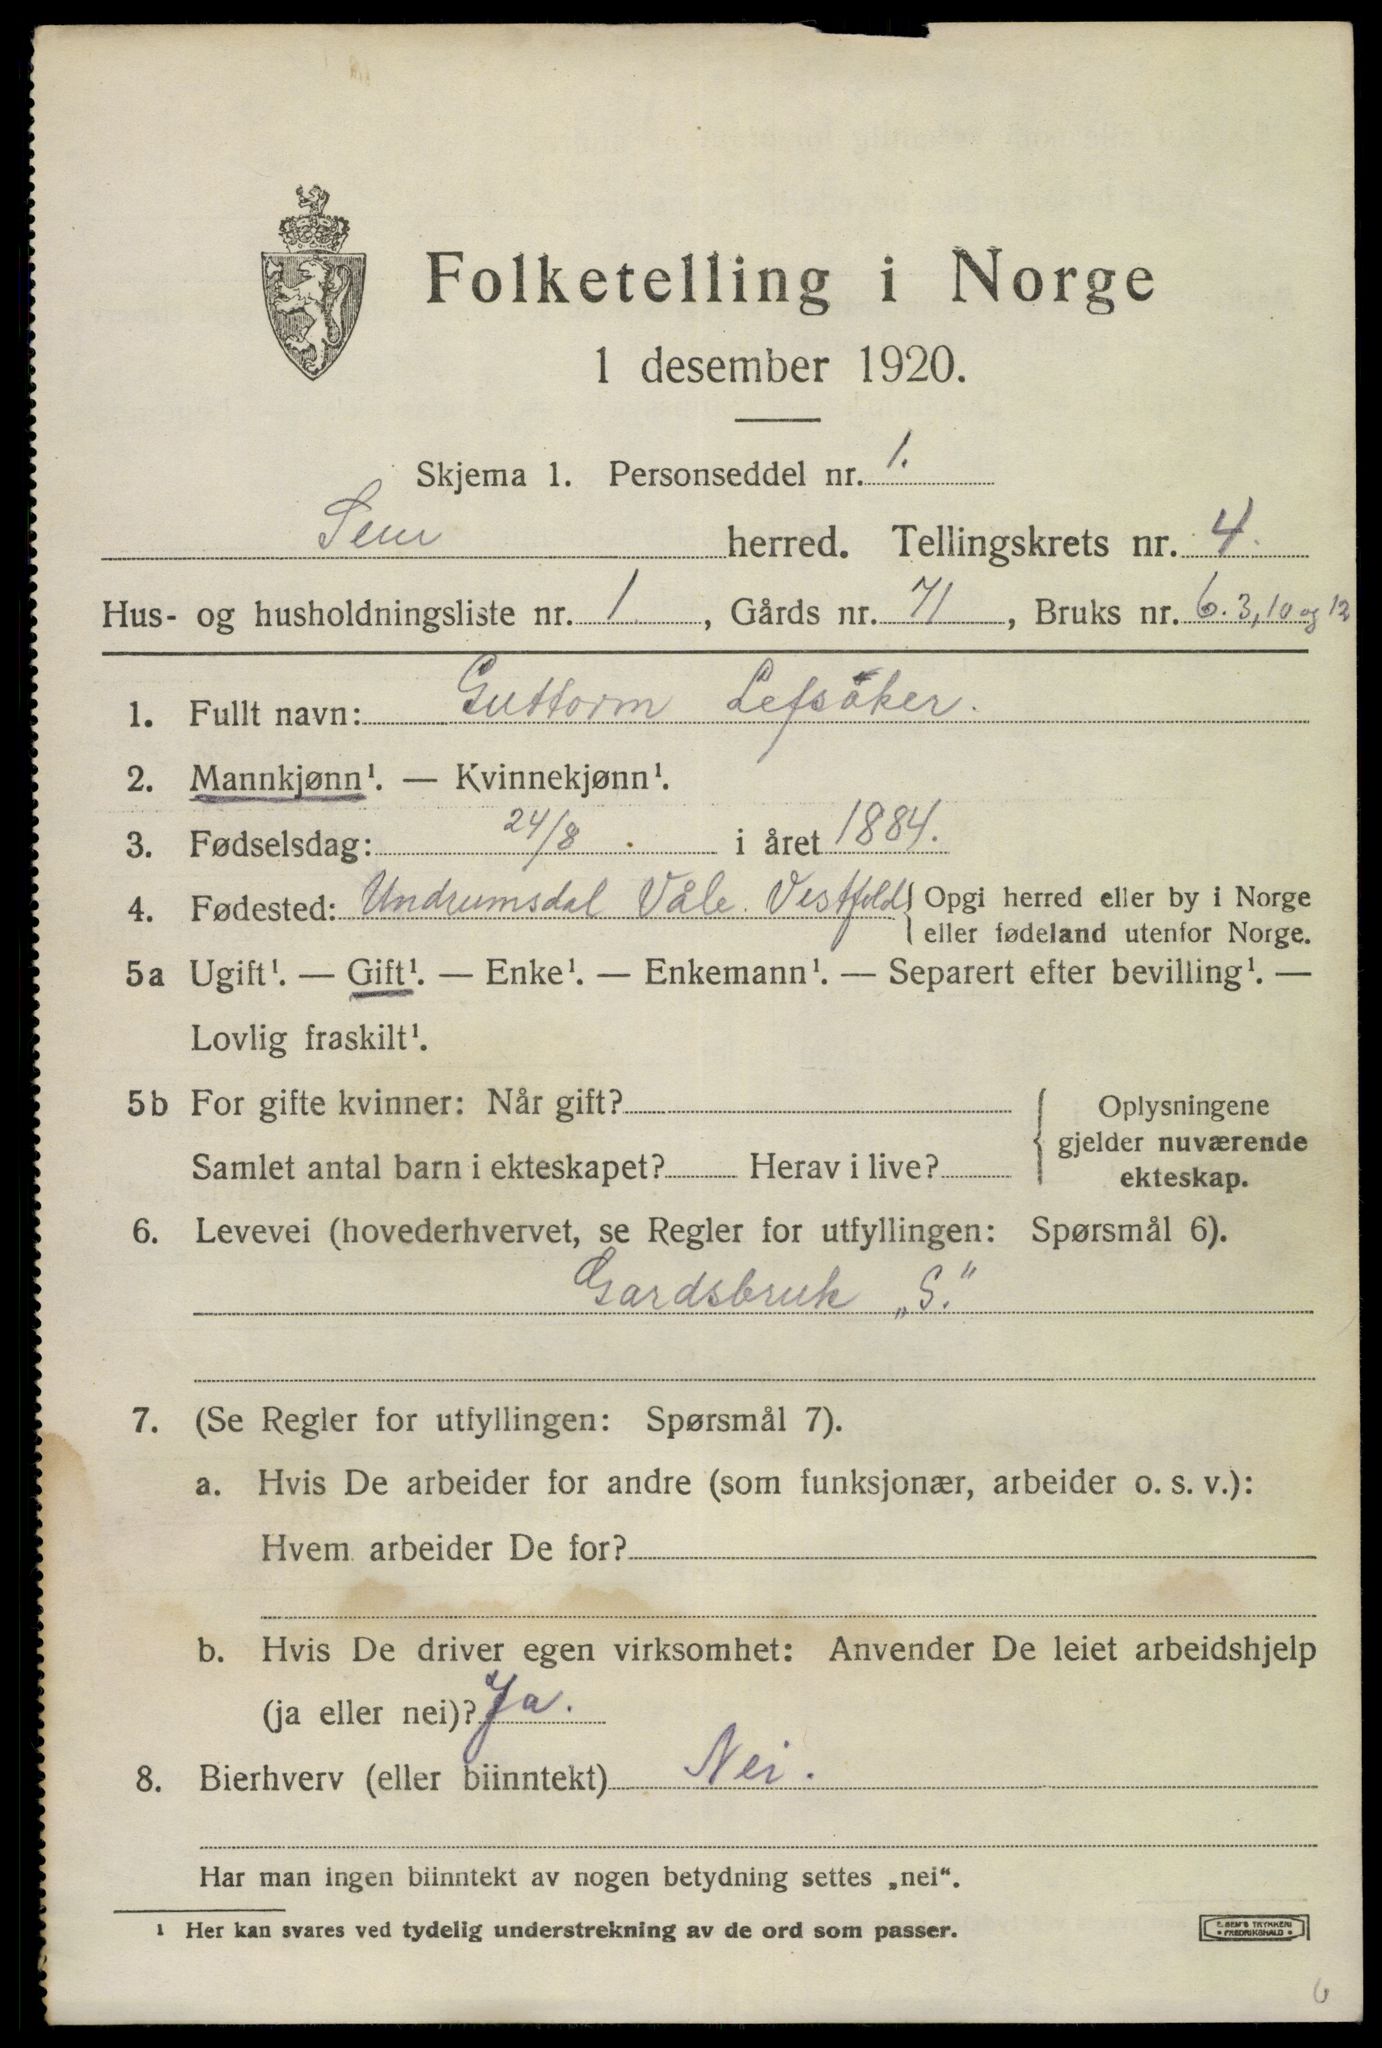 Folketelling i Norge
1 desember 1920.
Skjema 1. Personseddel nr. 1.
Sem herred. Tellingskrets nr. 4.
Hus- og husholdningsliste nr. 1, Gårds nr. 71, Bruks nr. 6. 3, 10 og 12
1. Fullt navn: Guttorm Lefsåker.
2. Mannkjønn¹. — Kvinnekjønn¹.
3. Fødselsdag: 24/8 i året 1884.
4. Fødested: Undrumsdal Våle. Vestfold { Opgi herred eller by i Norge
eller fødeland utenfor Norge.
5a Ugift¹. — Gift¹. — Enke¹. — Enkemann¹. — Separert efter bevilling¹. —
Lovlig fraskilt¹.
5b For gifte kvinner: Når gift?
Samlet antal barn i ekteskapet? Herav i live?
Oplysningene
gjelder nuværende
ekteskap.
6. Levevei (hovederhvervet, se Regler for utfyllingen: Spørsmål 6).
Gardsbruk „S.“
7. (Se Regler for utfyllingen: Spørsmål 7).
a. Hvis De arbeider for andre (som funksjonær, arbeider o. s. v.):
Hvem arbeider De for?
b. Hvis De driver egen virksomhet: Anvender De leiet arbeidshjelp
(ja eller nei)? Ja.
8. Bierhverv (eller biinntekt) Nei.
Har man ingen biinntekt av nogen betydning settes „nei“.
¹ Her kan svares ved tydelig understrekning av de ord som passer.
E. SEM'S TRYKKERI
• FREDRIKSHALD •
6